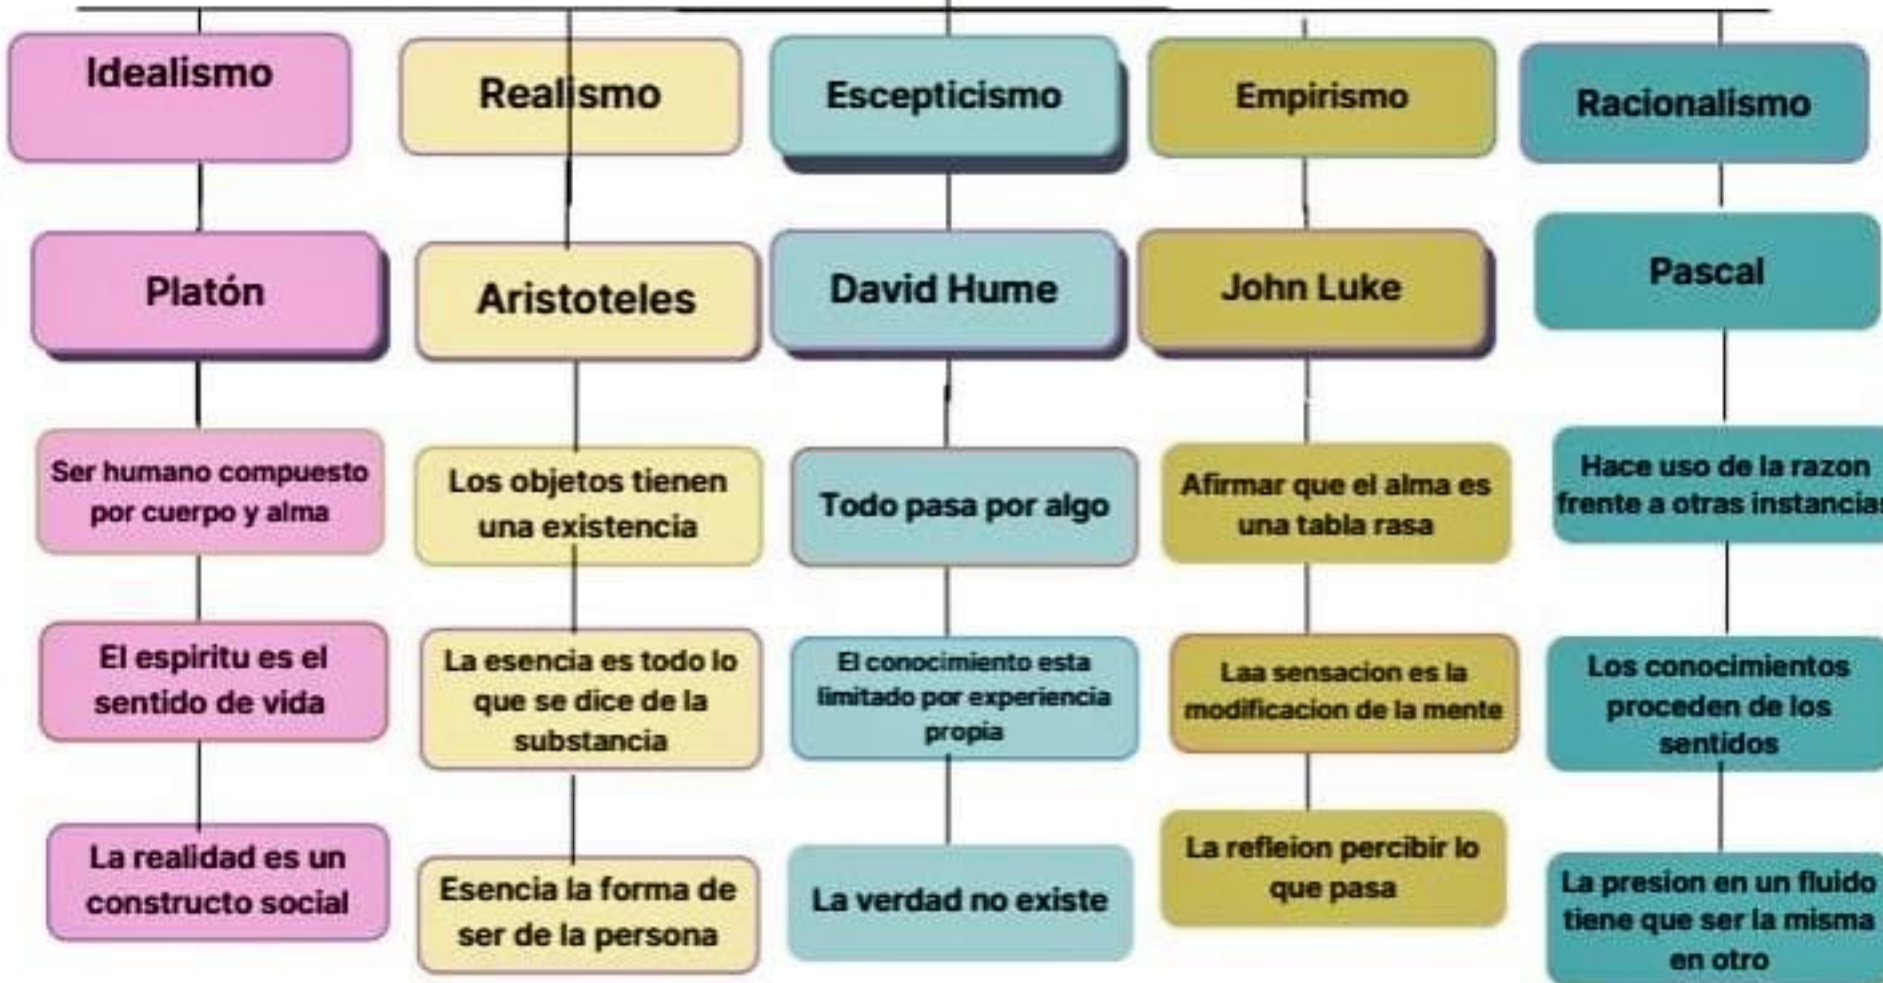 Idealismo
Realismo
Escepticismo
Empirismo
Racionalismo
Platón
Aristoteles
David Hume
John Luke
Pascal
Ser humano compuesto
por cuerpo y alma
Los objetos tienen
una existencia
Todo pasa por algo
Afirmar que el alma es
una tabla rasa
Hace uso de la razon
frente a otras instancias
El espiritu es el
sentido de vida
La esencia es todo lo
que se dice de la
substancia
El conocimiento esta
limitado por experiencia
propia
Laa sensacion es la
modificacion de la mente
Los conocimientos
proceden de los
sentidos
La realidad es un
constructo social
Esencia la forma de
ser de la persona
La verdad no existe
La refleion percibir lo
que pasa
La presion en un fluido
tiene que ser la misma
en otro